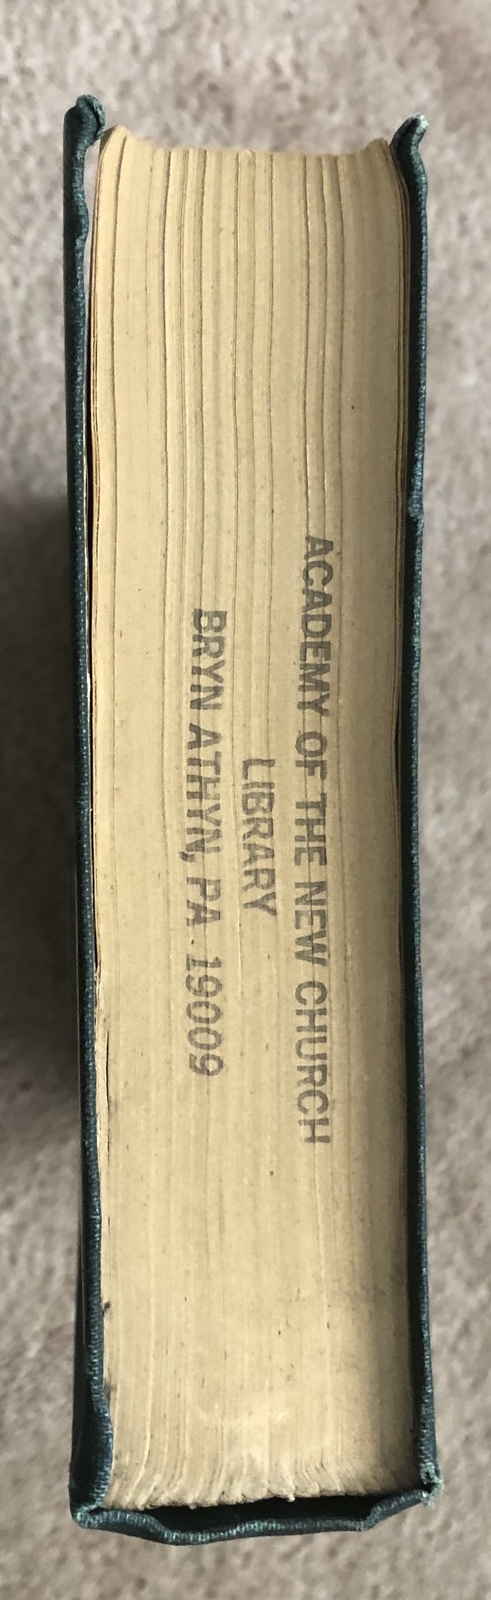 ACADEMY OF THE NEW CHURCH
LIBRARY
BRYN ATHYN, PA 19009